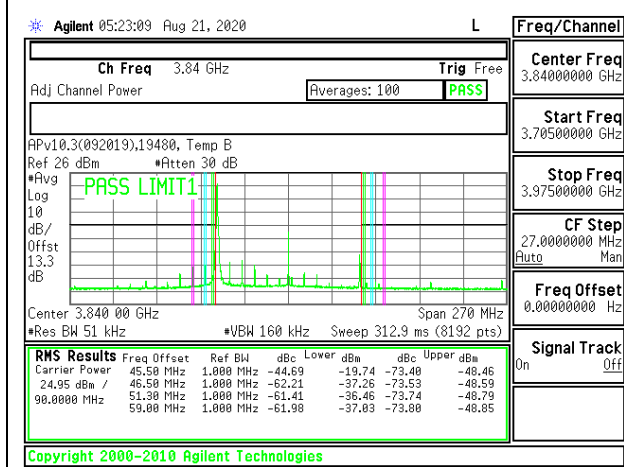 Agilent 05:23:09 Aug 21, 2020 L
Freq/Channel
Ch Freq 3.84 GHz Trig Free
Adj Channel Power Averages: 100 PASS
APv10.3(092019),19480, Temp B
Ref 26 dBm #Atten 30 dB
#Avg
Log
10
dB/
Offst
13.3
dB
PASS LIMIT1
Center 3.840 00 GHz Span 270 MHz
#Res BW 51 kHz #VBW 160 kHz Sweep 312.9 ms (8192 pts)
RMS Results Freq Offset Ref BW dBc Lower dBm dBc Upper dBm
Carrier Power 45.50 MHz 1.000 MHz -44.69 -19.74 -73.40 -48.46
24.95 dBm / 46.50 MHz 1.000 MHz -62.21 -37.26 -73.53 -48.59
90.0000 MHz 51.30 MHz 1.000 MHz -61.41 -36.46 -73.74 -48.79
59.00 MHz 1.000 MHz -61.98 -37.03 -73.80 -48.85
Center Freq
3.84000000 GHz
Start Freq
3.70500000 GHz
Stop Freq
3.97500000 GHz
CF Step
27.0000000 MHz
Auto Man
Freq Offset
0.00000000 Hz
Signal Track
On Off
Copyright 2000-2010 Agilent Technologies